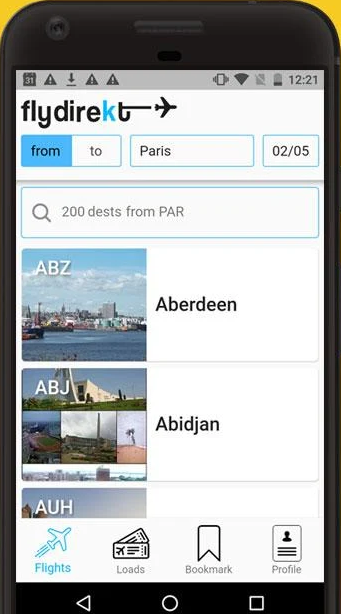 31
12:21
flydirekt
from to Paris 02/05
200 dests from PAR
ABZ
Aberdeen
ABJ
Abidjan
AUH
Flights Loads Bookmark Profile